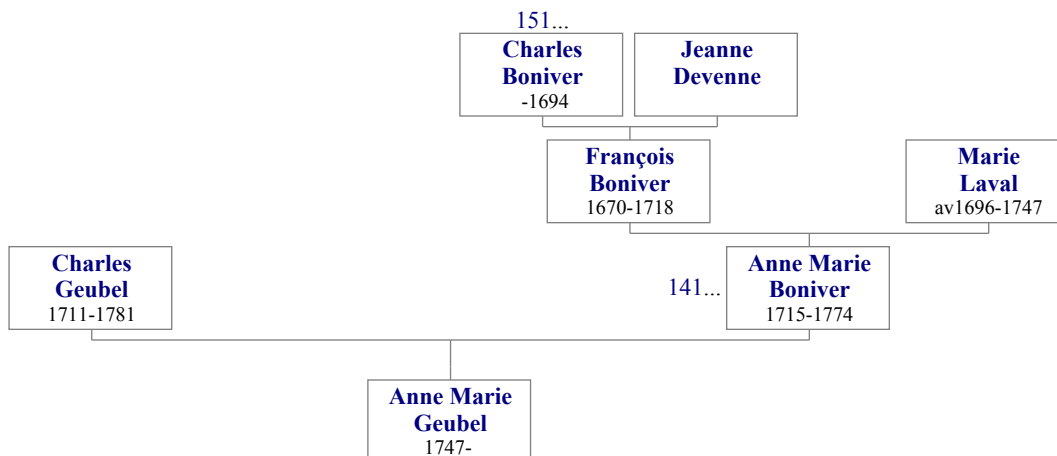 151...
Charles
Boniver
-1694
Jeanne
Devenne
François
Boniver
1670-1718
Marie
Laval
av1696-1747
Charles
Geubel
1711-1781
141...
Anne Marie
Boniver
1715-1774
Anne Marie
Geubel
1747-